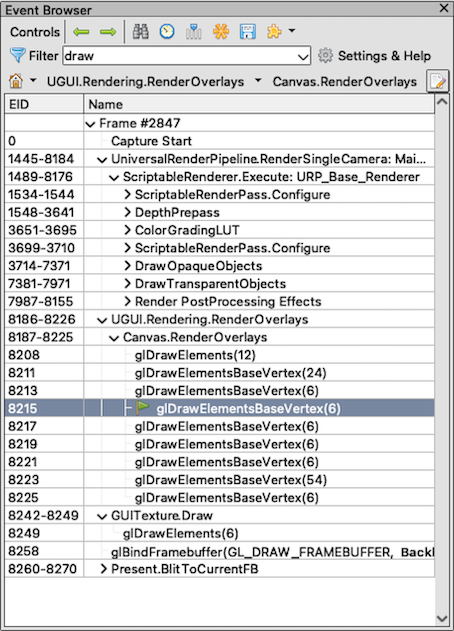 Event Browser
Controls
Filter draw Settings & Help
UGUI.Rendering.RenderOverlays Canvas.RenderOverlays
EID Name
Frame #2847
0 Capture Start
1445-8184 UniversalRenderPipeline.RenderSingleCamera: Mai...
1489-8176 ScriptableRenderer.Execute: URP_Base_Renderer
1534-1544 ScriptableRenderPass.Configure
1548-3641 DepthPrepass
3651-3695 ColorGradingLUT
3699-3710 ScriptableRenderPass.Configure
3714-7371 DrawOpaqueObjects
7381-7971 DrawTransparentObjects
7987-8155 Render PostProcessing Effects
8186-8226 UGUI.Rendering.RenderOverlays
8187-8225 Canvas.RenderOverlays
8208 glDrawElements(12)
8211 glDrawElementsBaseVertex(24)
8213 glDrawElementsBaseVertex(6)
8215 glDrawElementsBaseVertex(6)
8217 glDrawElementsBaseVertex(6)
8219 glDrawElementsBaseVertex(6)
8221 glDrawElementsBaseVertex(6)
8223 glDrawElementsBaseVertex(54)
8225 glDrawElementsBaseVertex(6)
8242-8249 GUITexture.Draw
8249 glDrawElements(6)
8258 glBindFramebuffer(GL_DRAW_FRAMEBUFFER, Back
8260-8270 Present.BlitToCurrentFB